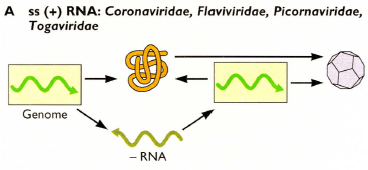 A ss (+) RNA: Coronaviridae, Flaviviridae, Picornaviridae,
Togaviridae
Genome
– RNA